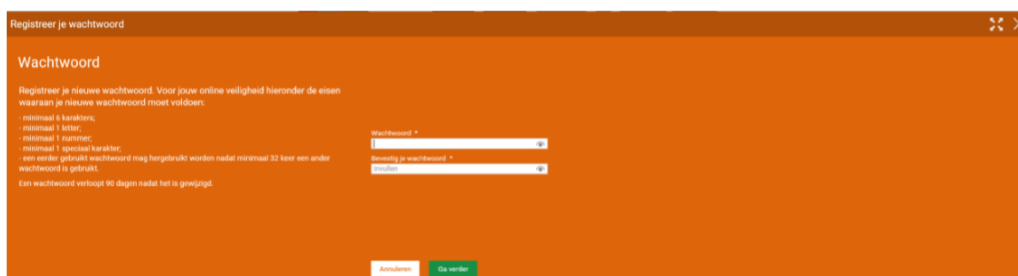 Registreer je wachtwoord
Wachtwoord
Registreer je nieuwe wachtwoord. Voor jouw online veiligheid hieronder de eisen
waaraan je nieuwe wachtwoord moet voldoen:
- minimaal 6 karakters;
- minimaal 1 letter;
- minimaal 1 nummer;
- minimaal 1 speciaal karakter;
- een eerder gebruikt wachtwoord mag hergebruikt worden nadat minimaal 32 keer een ander
wachtwoord is gebruikt.
Een wachtwoord verloopt 90 dagen nadat het is gewijzigd.
Wachtwoord *
Bevestig je wachtwoord *
Invullen
Annuleren
Ga verder